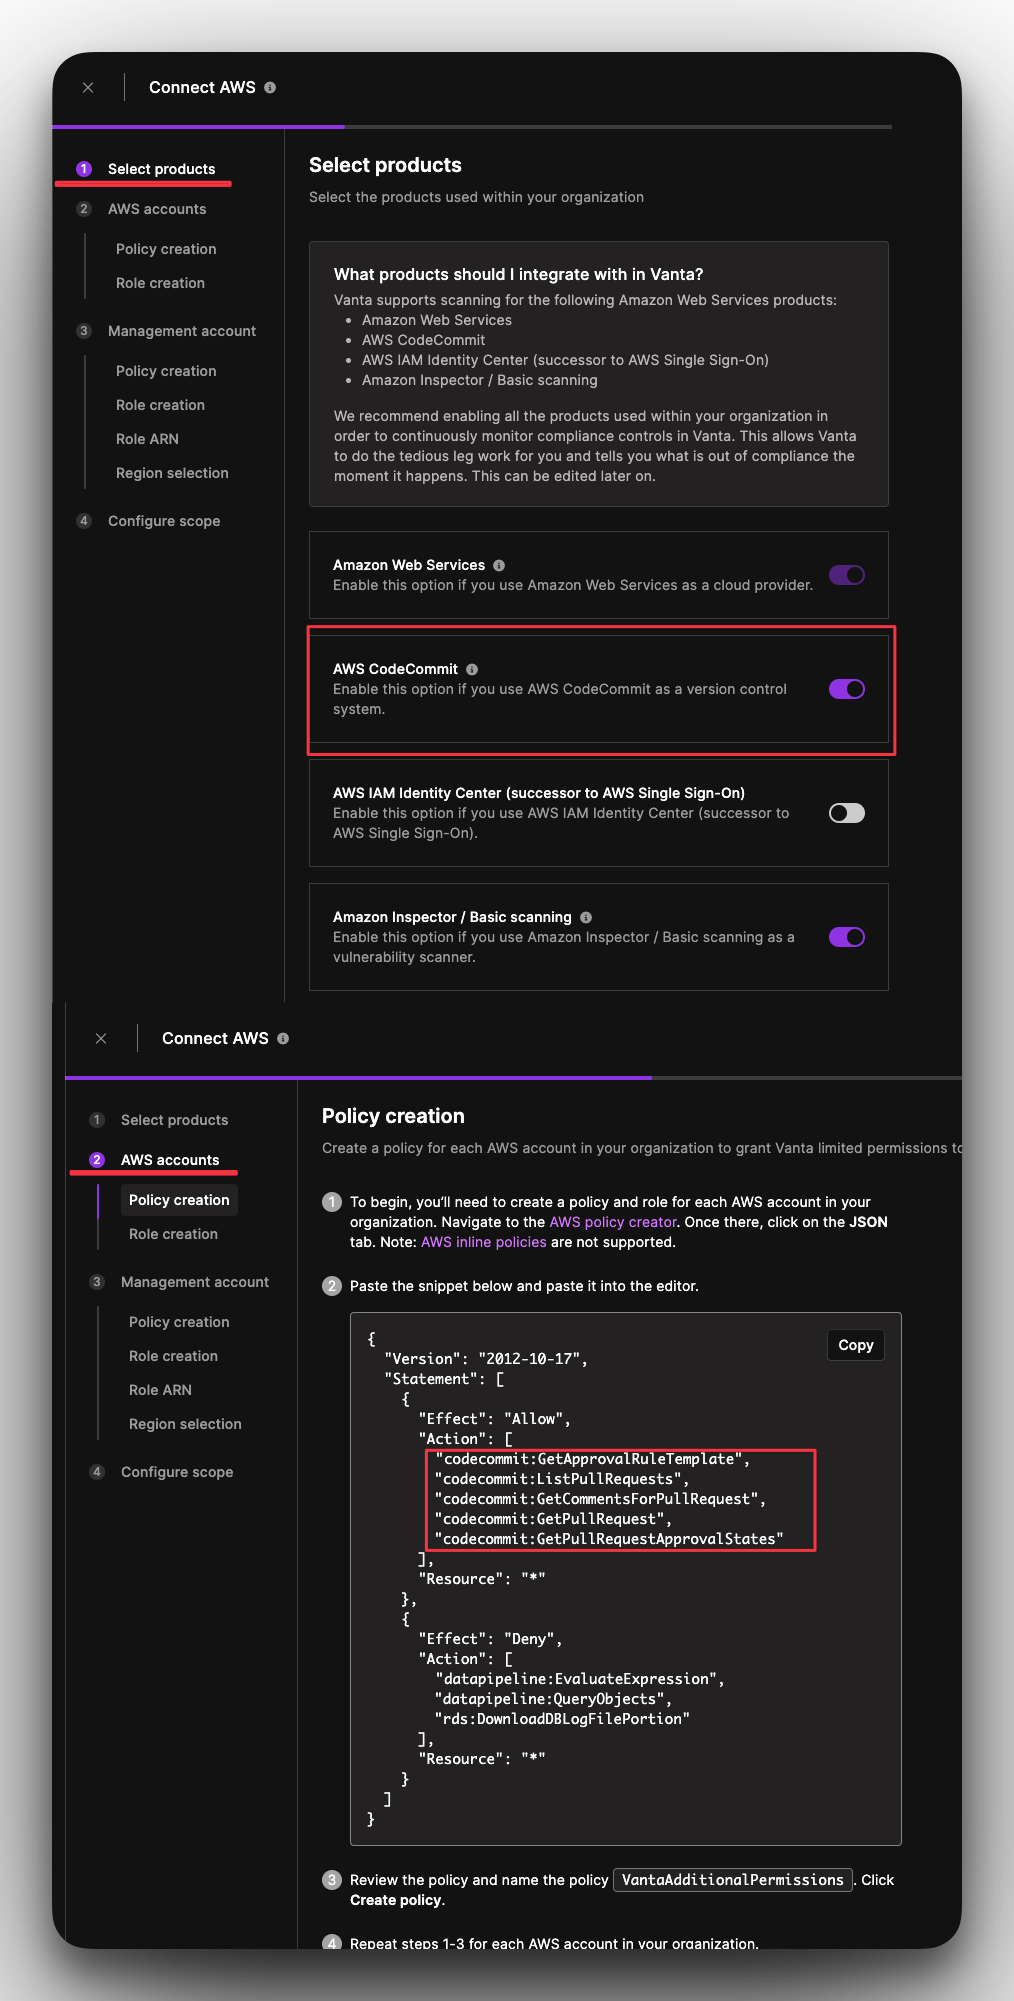 Connect AWS
1 Select products
2 AWS accounts
Policy creation
Role creation
3 Management account
Policy creation
Role creation
Role ARN
Region selection
4 Configure scope
Select products
Select the products used within your organization
What products should I integrate with in Vanta?
Vanta supports scanning for the following Amazon Web Services products:
• Amazon Web Services
• AWS CodeCommit
• AWS IAM Identity Center (successor to AWS Single Sign-On)
• Amazon Inspector / Basic scanning
We recommend enabling all the products used within your organization in
order to continuously monitor compliance controls in Vanta. This allows Vanta
to do the tedious leg work for you and tells you what is out of compliance the
moment it happens. This can be edited later on.
Amazon Web Services
Enable this option if you use Amazon Web Services as a cloud provider.
AWS CodeCommit
Enable this option if you use AWS CodeCommit as a version control
system.
AWS IAM Identity Center (successor to AWS Single Sign-On)
Enable this option if you use AWS IAM Identity Center (successor to
AWS Single Sign-On).
Amazon Inspector / Basic scanning
Enable this option if you use Amazon Inspector / Basic scanning as a
vulnerability scanner.
Connect AWS
1 Select products
2 AWS accounts
Policy creation
Role creation
3 Management account
Policy creation
Role creation
Role ARN
Region selection
4 Configure scope
Policy creation
Create a policy for each AWS account in your organization to grant Vanta limited permissions to
1 To begin, you'll need to create a policy and role for each AWS account in your
organization. Navigate to the AWS policy creator. Once there, click on the JSON
tab. Note: AWS inline policies are not supported.
2 Paste the snippet below and paste it into the editor.
Copy
{
"Version": "2012-10-17",
"Statement": [
{
"Effect": "Allow",
"Action": [
"codecommit:GetApprovalRuleTemplate",
"codecommit:ListPullRequests",
"codecommit:GetCommentsForPullRequest",
"codecommit:GetPullRequest",
"codecommit:GetPullRequestApprovalStates"
],
"Resource": "*"
},
{
"Effect": "Deny",
"Action": [
"datapipeline:EvaluateExpression",
"datapipeline:QueryObjects",
"rds:DownloadDBLogFilePortion"
],
"Resource": "*"
}
]
}
3 Review the policy and name the policy VantaAdditionalPermissions. Click
Create policy.
4 Repeat steps 1-3 for each AWS account in your organization.